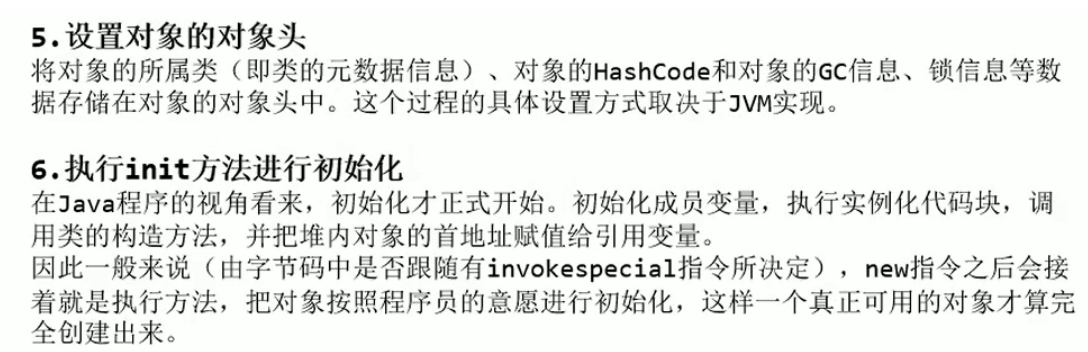 5.设置对象的对象头
将对象的所属类（即类的元数据信息）、对象的HashCode和对象的GC信息、锁信息等数
据存储在对象的对象头中。这个过程的具体设置方式取决于JVM实现。
6.执行init方法进行初始化
在Java程序的视角看来，初始化才正式开始。初始化成员变量，执行实例化代码块，调
用类的构造方法，并把堆内对象的首地址赋值给引用变量。
因此一般来说（由字节码中是否跟随有invokespecial指令所决定），new指令之后会接
着就是执行方法，把对象按照程序员的意愿进行初始化，这样一个真正可用的对象才算完
全创建出来。